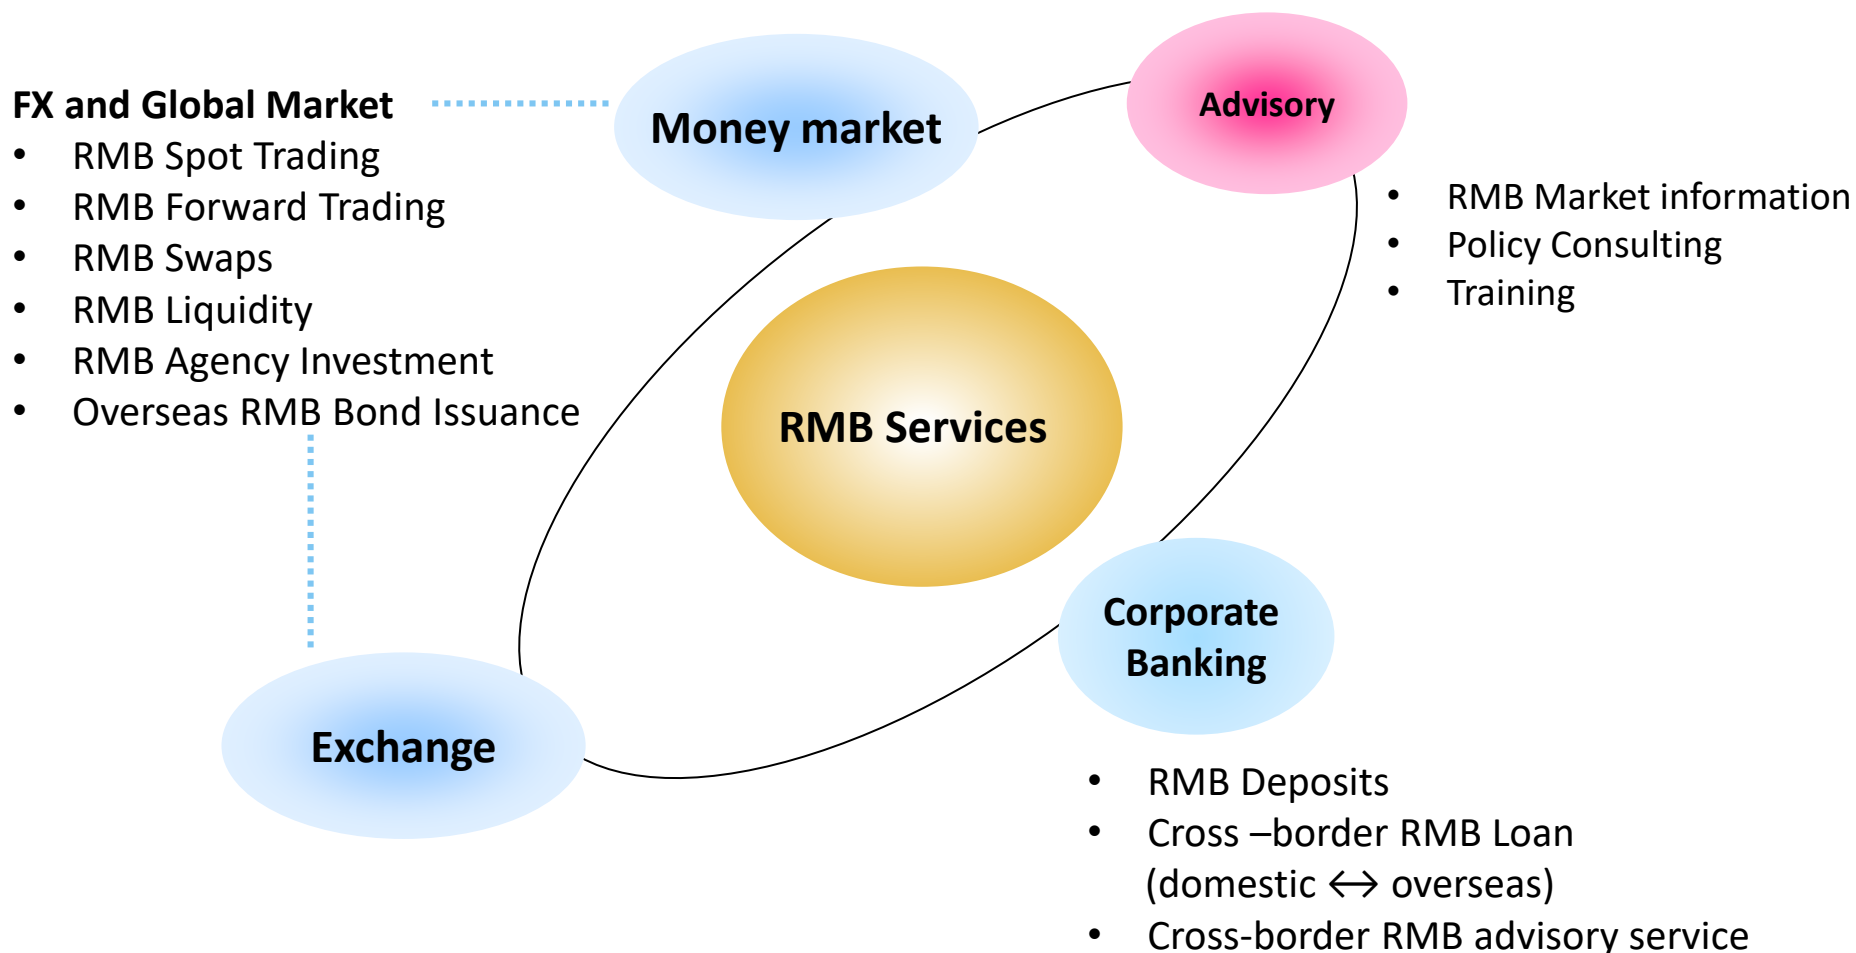 FX and Global Market
• RMB Spot Trading
• RMB Forward Trading
• RMB Swaps
• RMB Liquidity
• RMB Agency Investment
• Overseas RMB Bond Issuance
Money market
Advisory
• RMB Market information
• Policy Consulting
• Training
RMB Services
Exchange
Corporate
Banking
• RMB Deposits
• Cross –border RMB Loan
(domestic ↔ overseas)
• Cross-border RMB advisory service